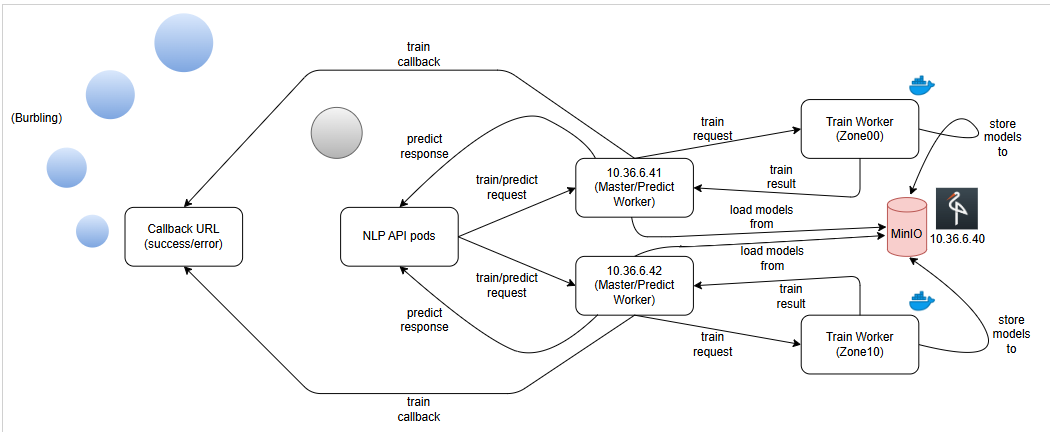 train
callback
(Burbling)
predict
response
train
request
Train Worker
(Zone00)
store
models
to
train/predict
request
10.36.6.41
(Master/Predict
Worker)
train
result
Callback URL
(success/error)
NLP API pods
load models
from
MinIO
10.36.6.40
train/predict
request
10.36.6.42
(Master/Predict
Worker)
load models
from
train
result
predict
response
train
request
Train Worker
(Zone10)
store
models
to
train
callback